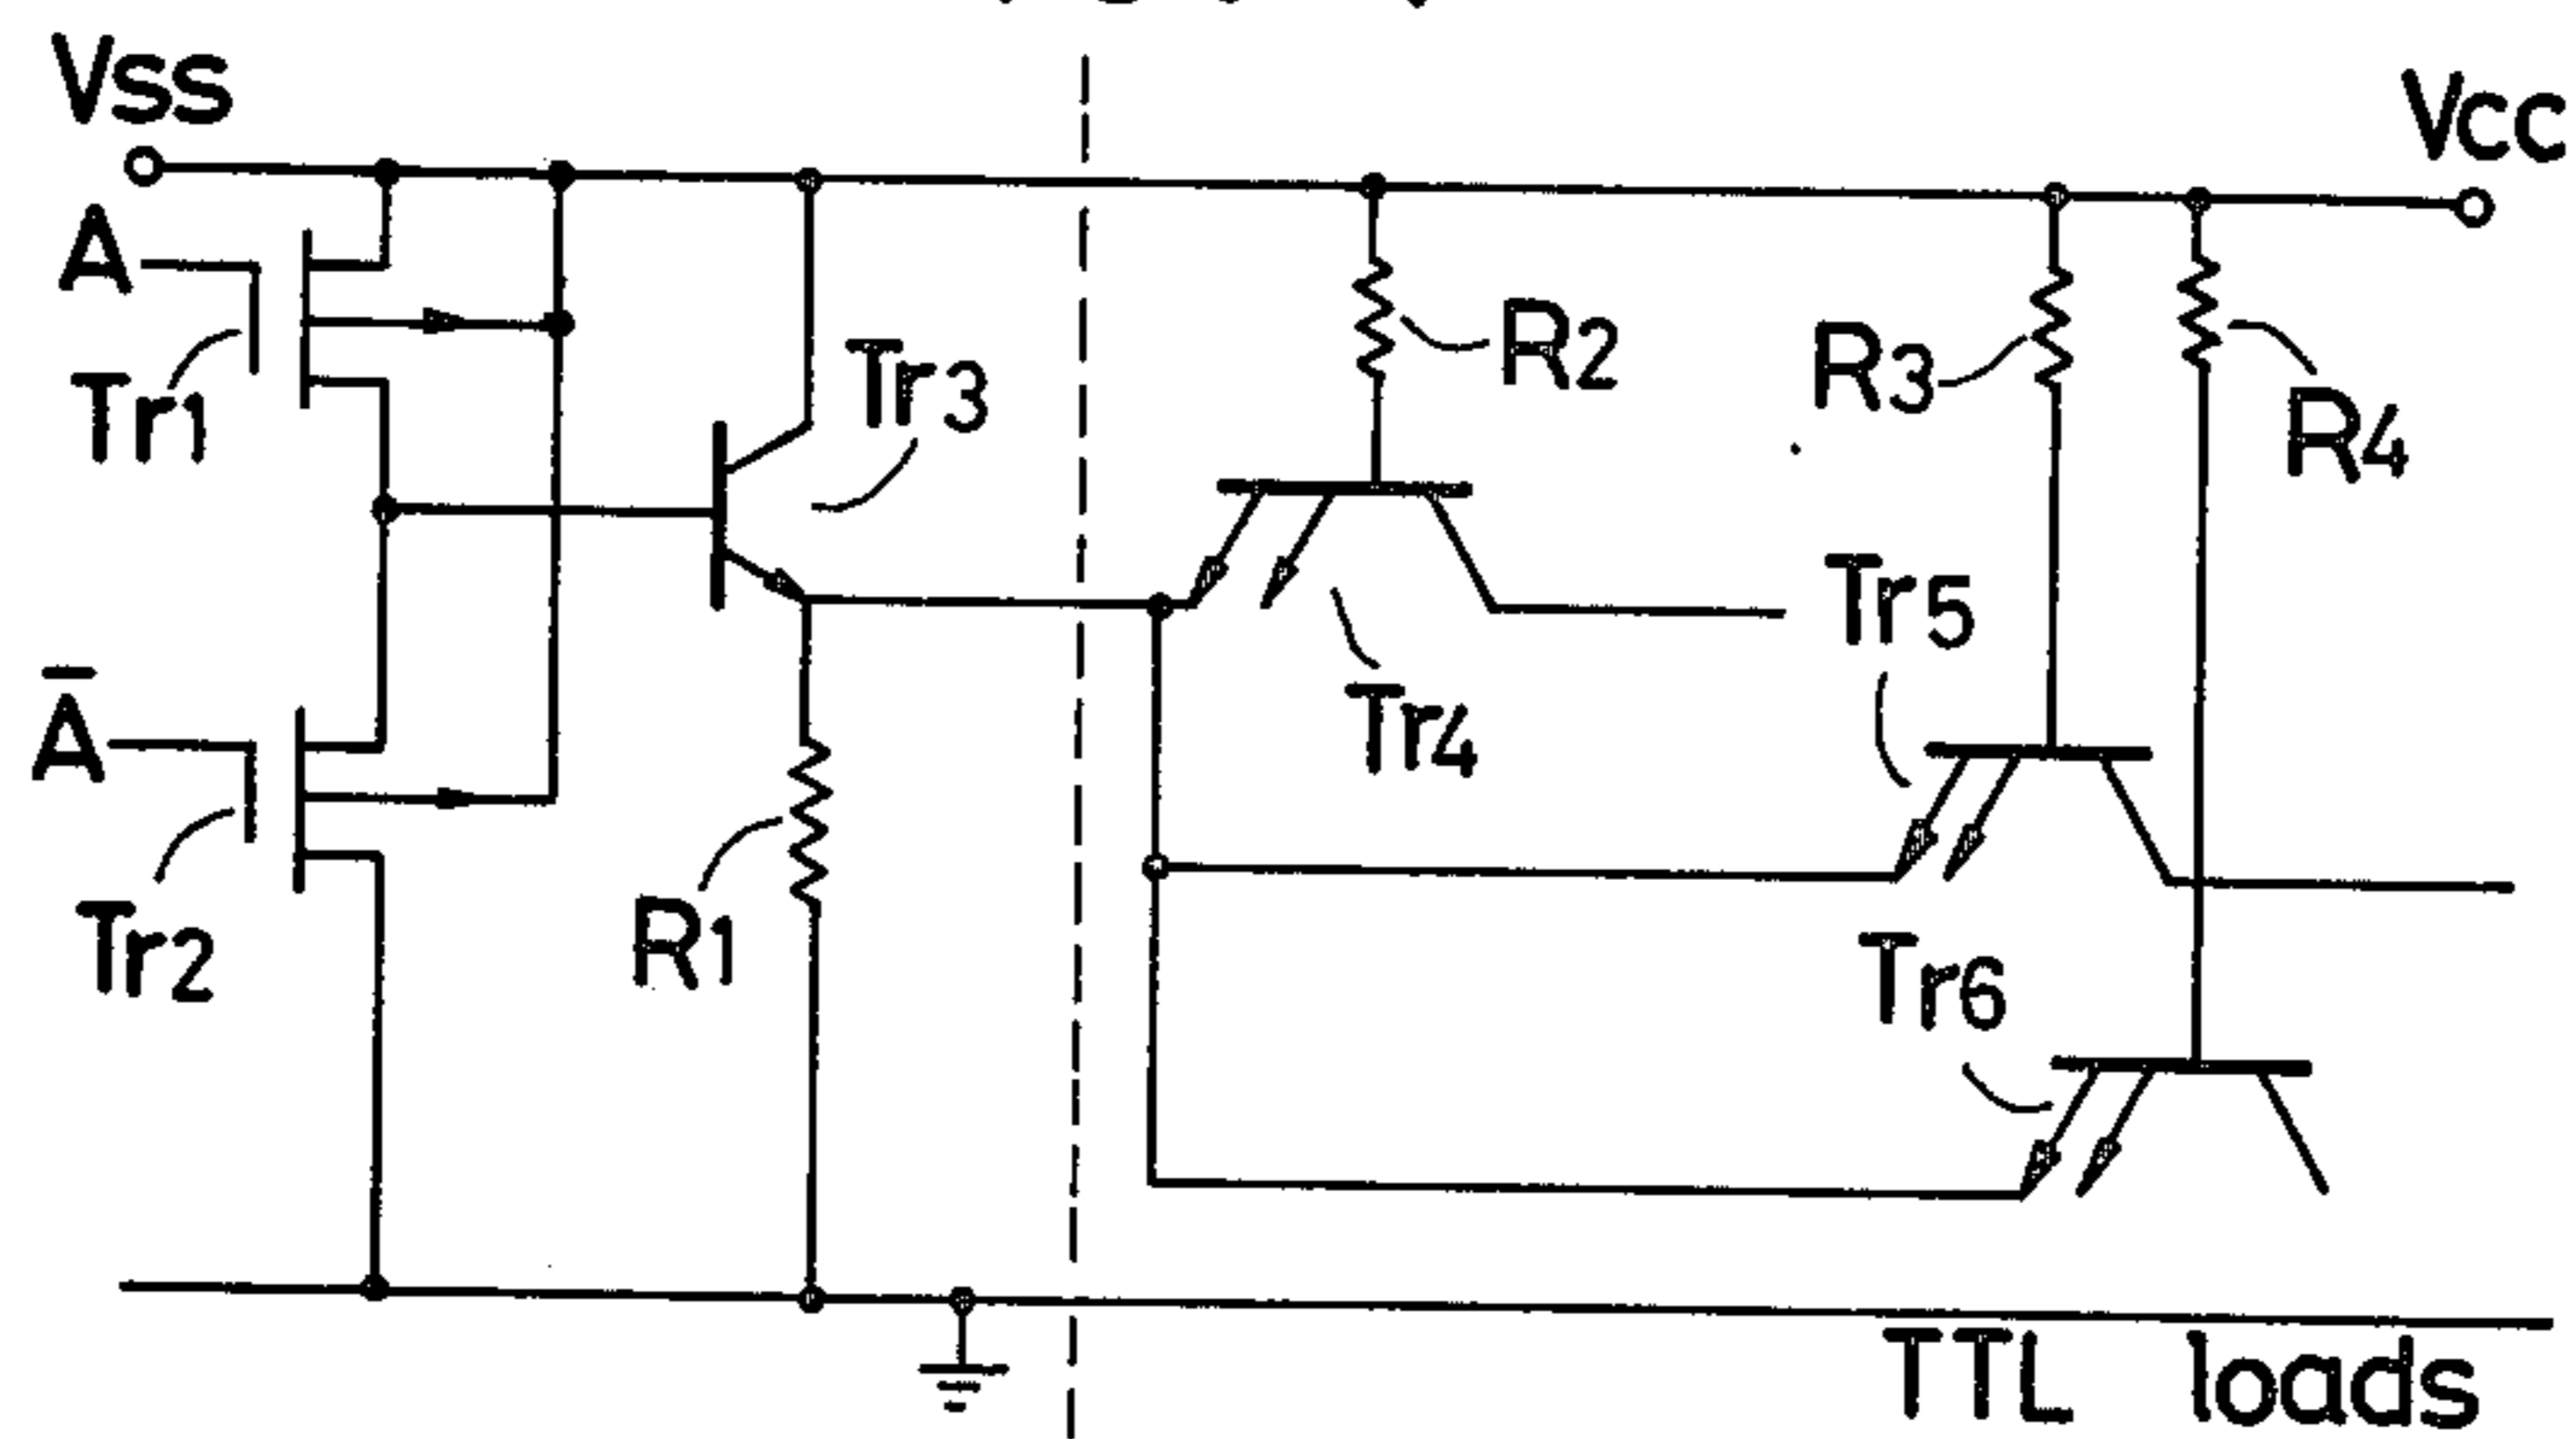 VSS
VCC
A
Tr1
Tr3
R2
R3
R4
Tr5
Ā
Tr4
Tr2
R1
Tr6
TTL loads